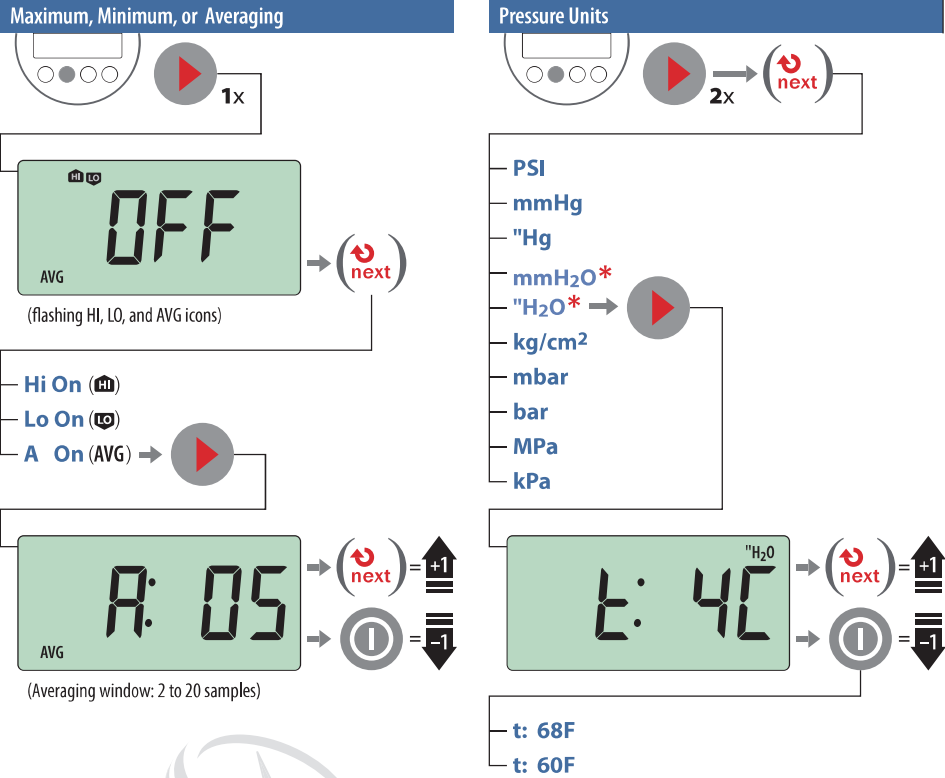 Maximum, Minimum, or Averaging
1x
HI LO
OFF
AVG
next
(flashing HI, LO, and AVG icons)
Hi On (HI)
Lo On (LO)
A On (AVG)
A: 05
AVG
next = +1
= -1
(Averaging window: 2 to 20 samples)
Pressure Units
2x
next
PSI
mmHg
"Hg
mmH2O*
"H2O*
kg/cm2
mbar
bar
MPa
kPa
"H2O
t: 4C
next = +1
= -1
t: 68F
t: 60F